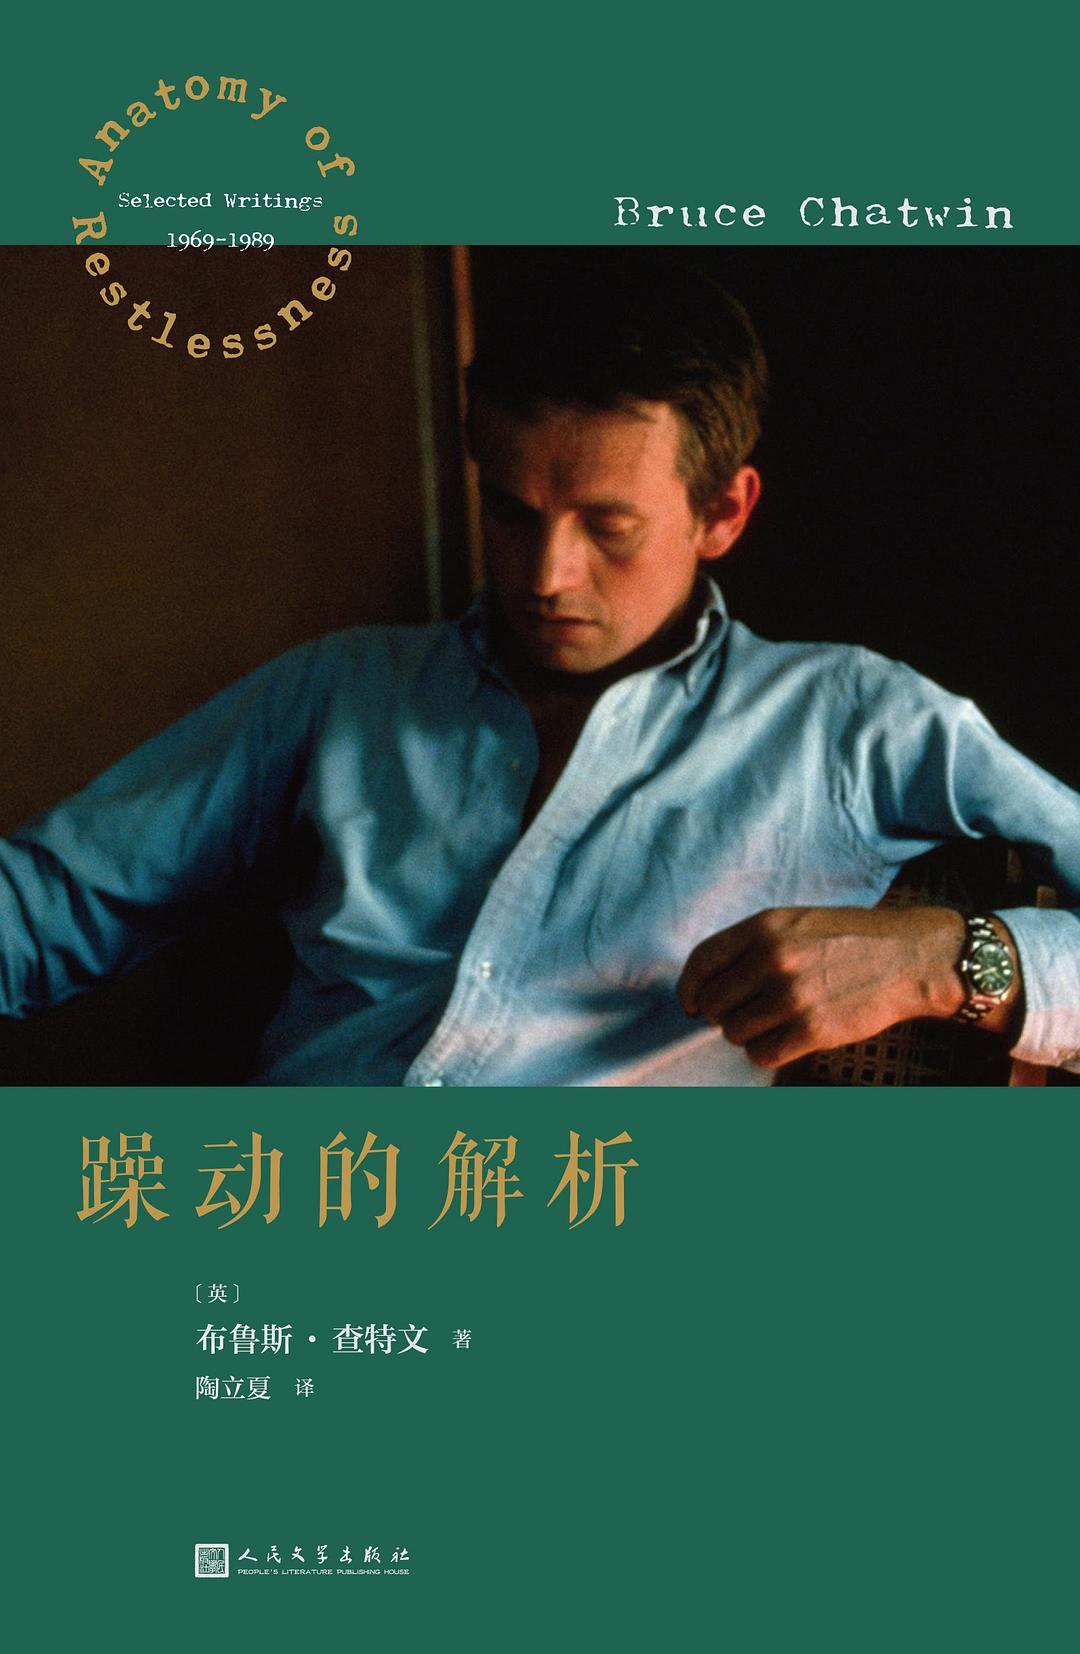 Anatomy of Restlessness
Selected Writings
1969-1989
Bruce Chatwin
躁动的解析
〔英〕
布鲁斯·查特文 著
陶立夏 译
人民文学出版社
PEOPLE'S LITERATURE PUBLISHING HOUSE